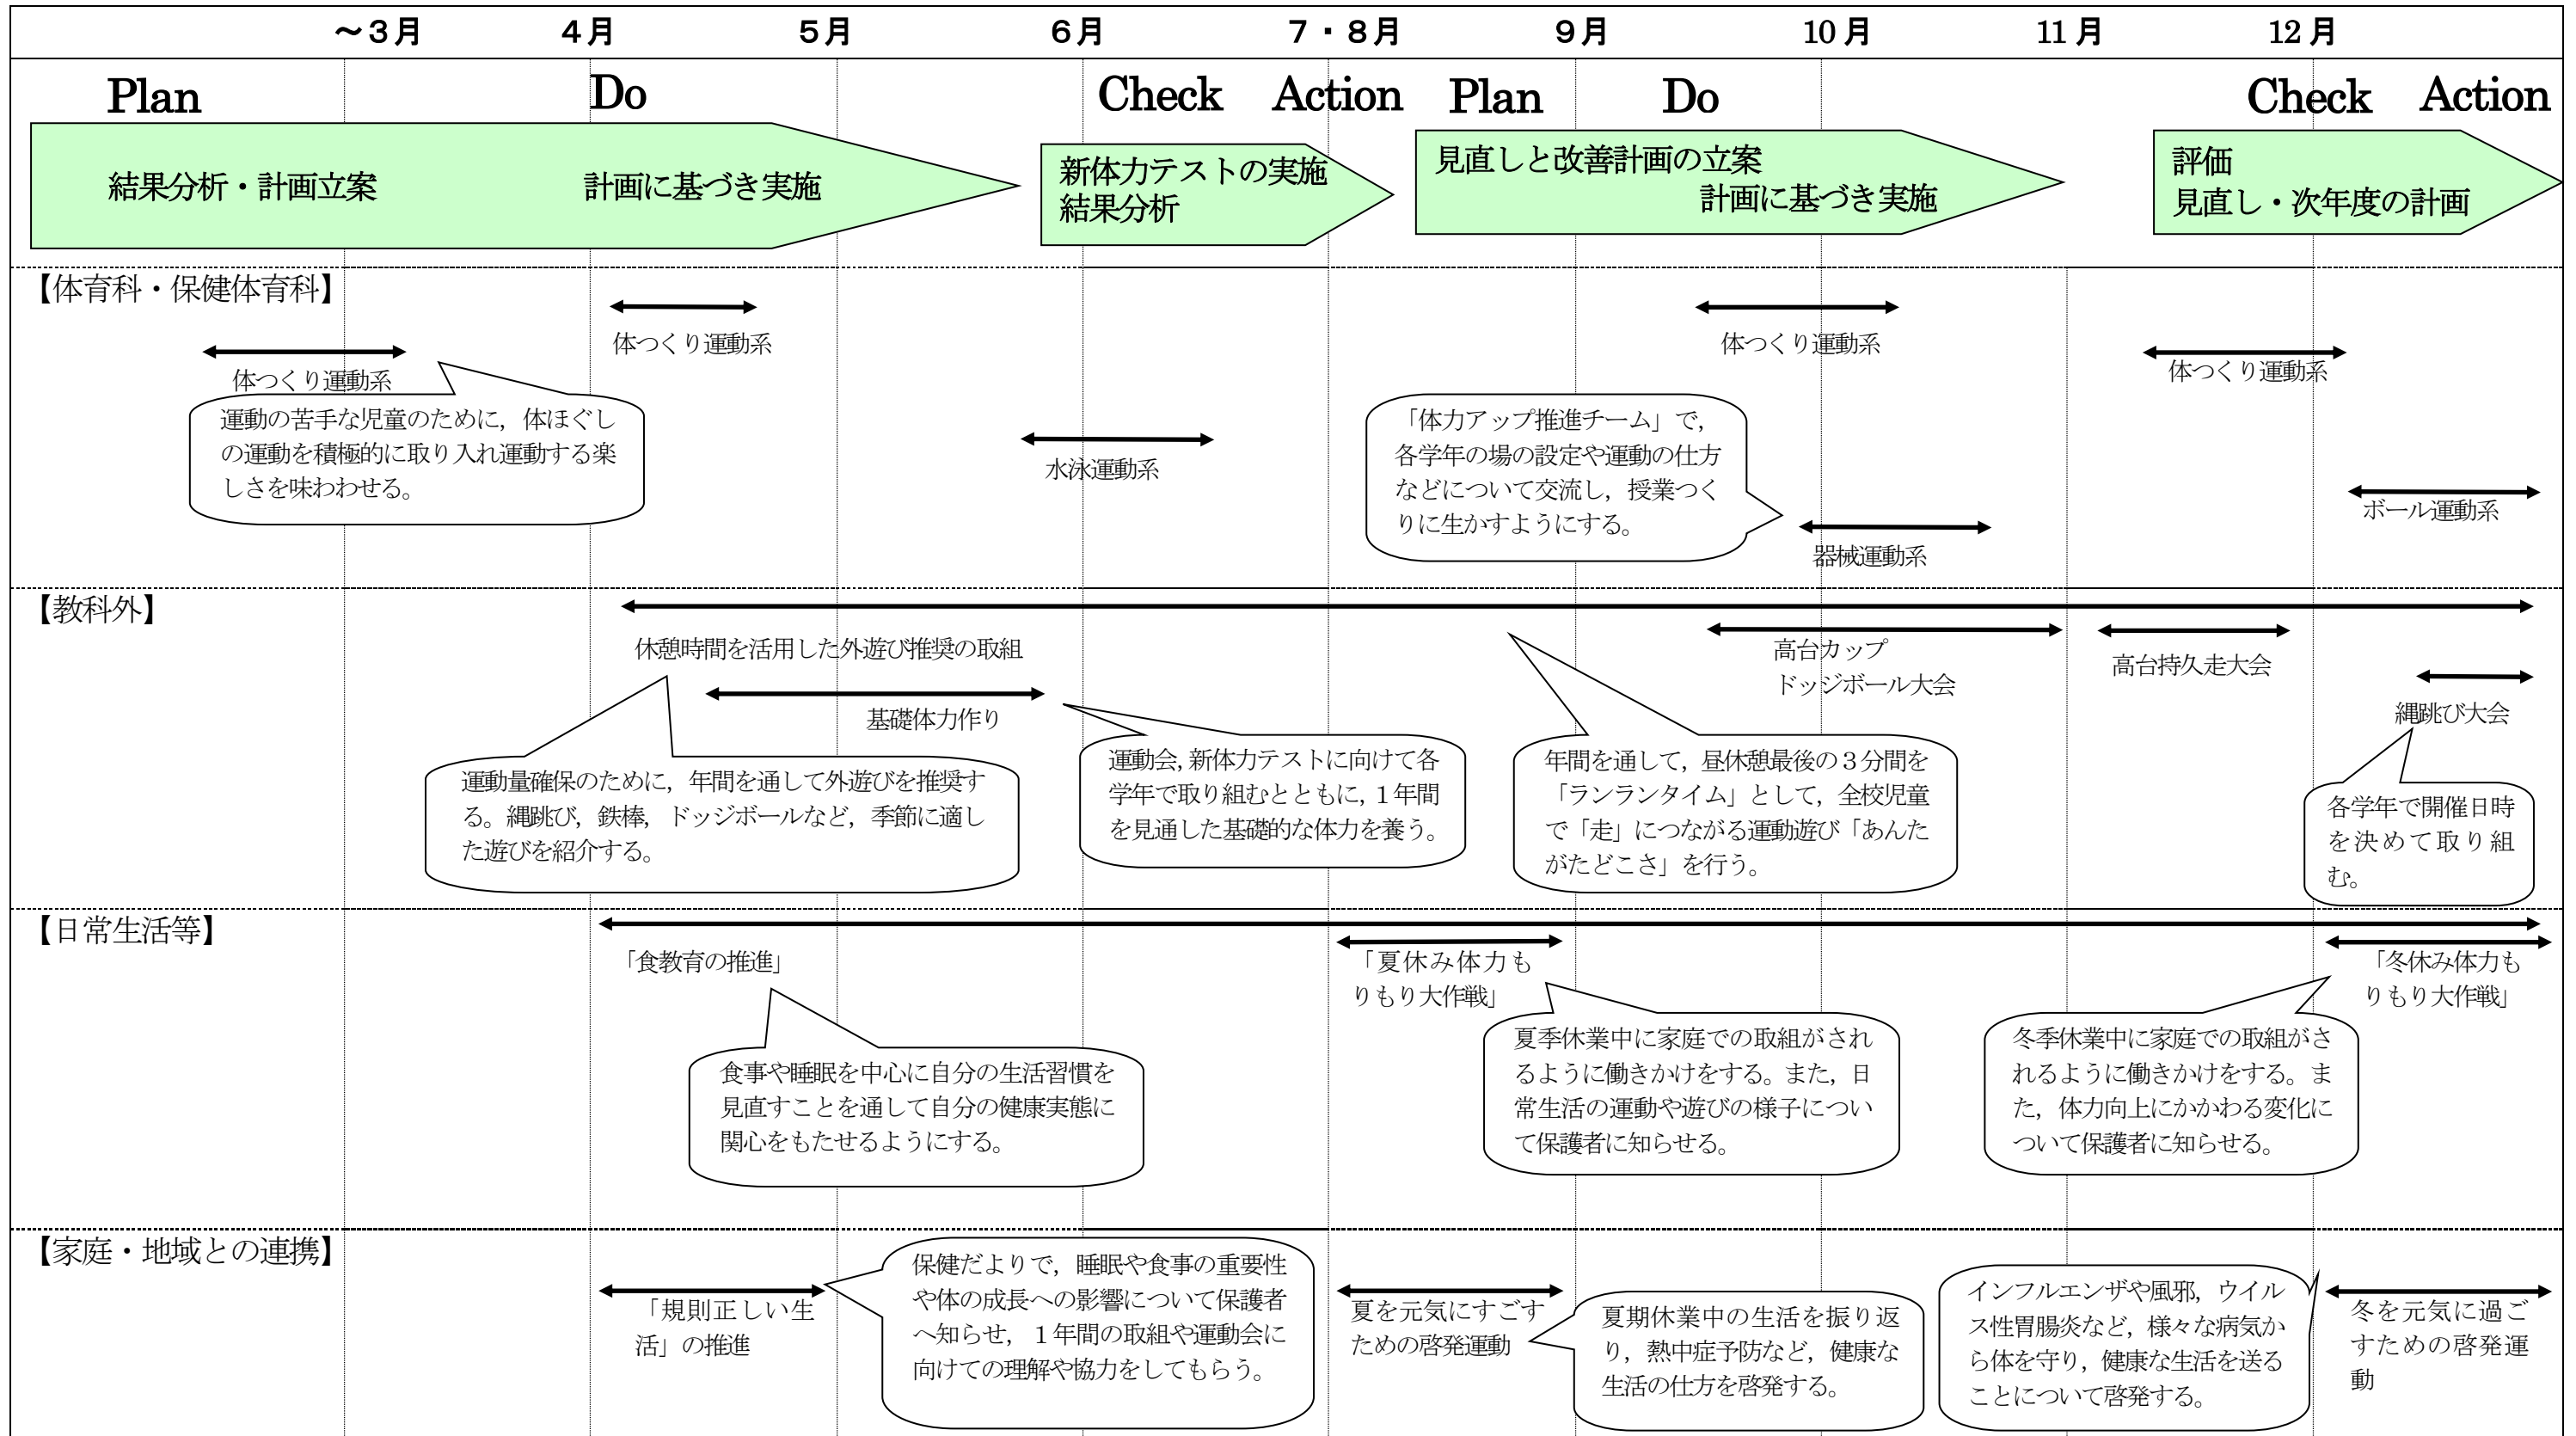 ～３月
４月
５月
６月
７・８月
９月
10 月
11 月
12 月
Plan
Do
Check
Action
Plan
Do
Check
Action
結果分析・計画立案
計画に基づき実施
新体力テストの実施
結果分析
見直しと改善計画の立案
計画に基づき実施
評価
見直し・次年度の計画
【体育科・保健体育科】
体つくり運動系
体つくり運動系
体つくり運動系
体つくり運動系
運動の苦手な児童のために，体ほぐし
の運動を積極的に取り入れ運動する楽
しさを味わわせる。
水泳運動系
「体力アップ推進チーム」で，
各学年の場の設定や運動の仕方
などについて交流し，授業つく
りに生かすようにする。
器械運動系
ボール運動系
【教科外】
休憩時間を活用した外遊び推奨の取組
基礎体力作り
高台カップ
ドッジボール大会
高台持久走大会
縄跳び大会
運動量確保のために，年間を通して外遊びを推奨す
る。縄跳び，鉄棒，ドッジボールなど，季節に適し
た遊びを紹介する。
運動会，新体力テストに向けて各
学年で取り組むとともに，１年間
を見通した基礎的な体力を養う。
年間を通して，昼休憩最後の３分間を
「ランランタイム」として，全校児童
で「走」につながる運動遊び「あんた
がたどこさ」を行う。
各学年で開催日時
を決めて取り組
む。
【日常生活等】
「食教育の推進」
「夏休み体力も
りもり大作戦」
「冬休み体力も
りもり大作戦」
食事や睡眠を中心に自分の生活習慣を
見直すことを通して自分の健康実態に
関心をもたせるようにする。
夏季休業中に家庭での取組がされ
るように働きかけをする。また，日
常生活の運動や遊びの様子につい
て保護者に知らせる。
冬季休業中に家庭での取組がさ
れるように働きかけをする。ま
た，体力向上にかかわる変化に
ついて保護者に知らせる。
【家庭・地域との連携】
「規則正しい生
活」の推進
保健だよりで，睡眠や食事の重要性
や体の成長への影響について保護者
へ知らせ，１年間の取組や運動会に
向けての理解や協力をしてもらう。
夏を元気にすごす
ための啓発運動
夏期休業中の生活を振り返
り，熱中症予防など，健康な
生活の仕方を啓発する。
インフルエンザや風邪，ウイル
ス性胃腸炎など，様々な病気か
ら体を守り，健康な生活を送る
ことについて啓発する。
冬を元気に過ご
すための啓発運
動